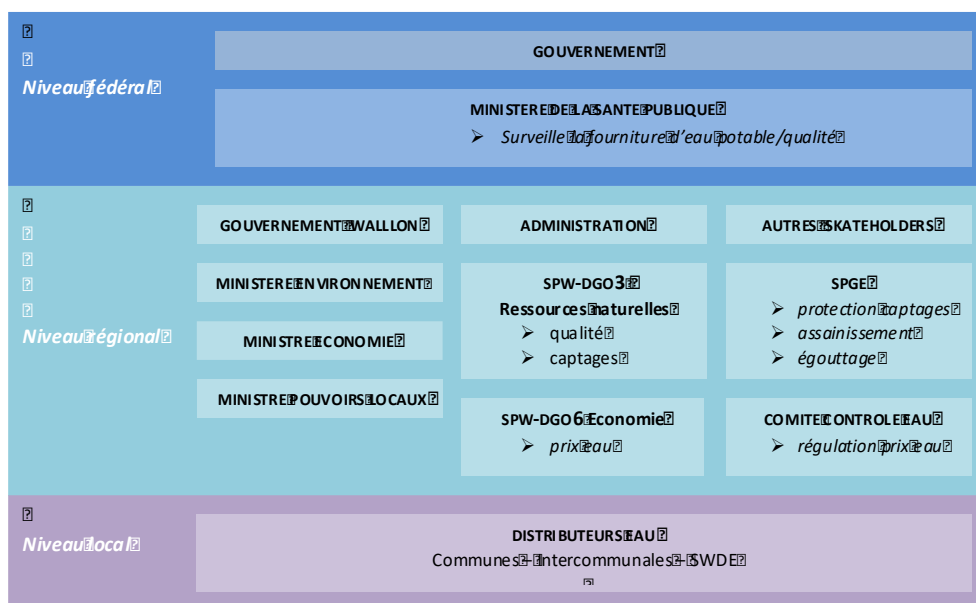 Niveau fédéral
GOUVERNEMENT
MINISTERE DE LA SANTE PUBLIQUE
➢ Surveille la fourniture d'eau potable/qualité
Niveau régional
GOUVERNEMENT WALLLON
MINISTERE ENVIRONNEMENT
MINISTRE ECONOMIE
MINISTRE POUVOIRS LOCAUX
ADMINISTRATION
SPW-DGO3
Ressources naturelles
➢ qualité
➢ captages
SPW-DGO6 Economie
➢ prix eau
AUTRES SKATEHOLDERS
SPGE
➢ protection captages
➢ assainissement
➢ égouttage
COMITE CONTROLE EAU
➢ régulation prix eau
Niveau local
DISTRIBUTEURS EAU
Communes – Intercommunales – SWDE